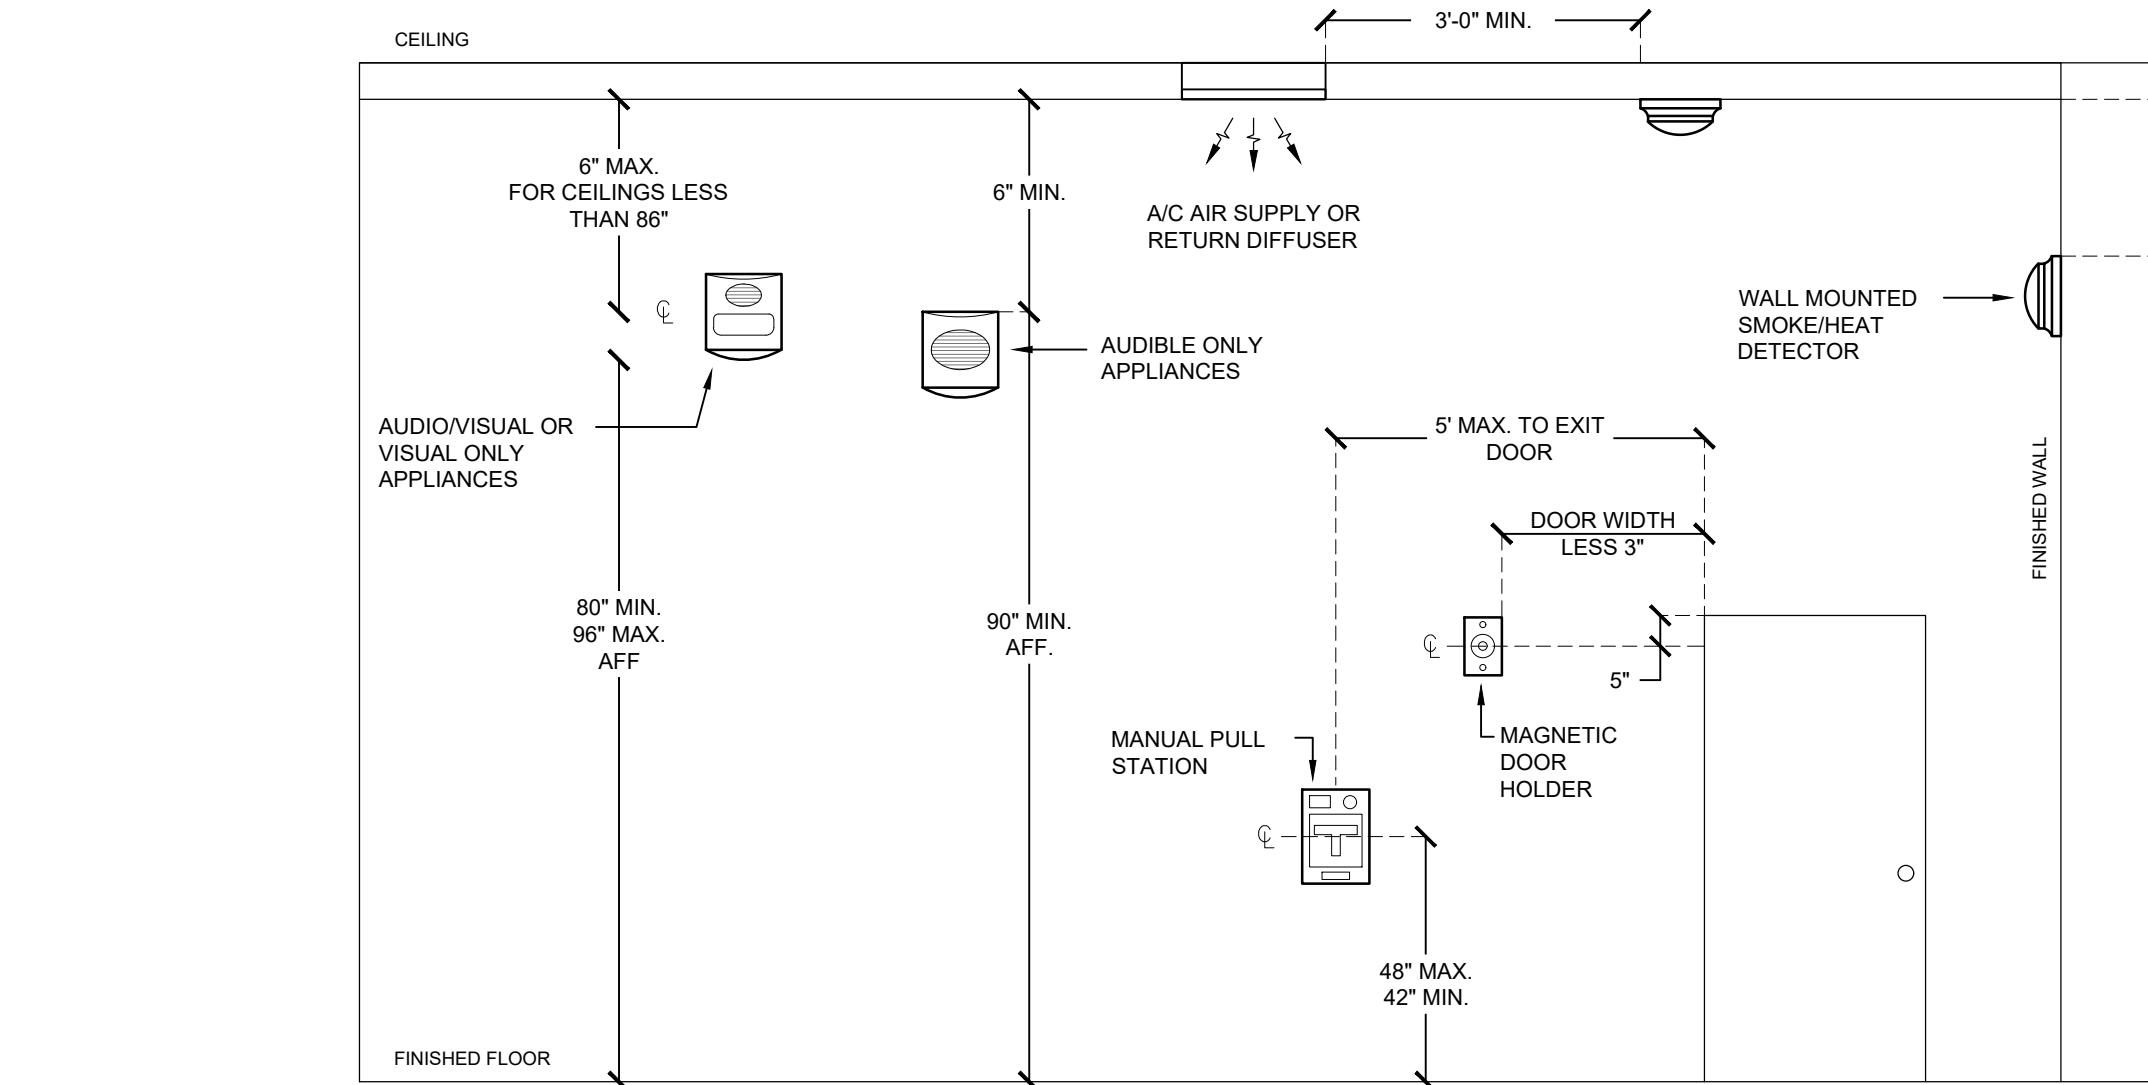 CEILING
3'-0" MIN.
6" MAX.
FOR CEILINGS LESS
THAN 86"
6" MIN.
A/C AIR SUPPLY OR
RETURN DIFFUSER
WALL MOUNTED
SMOKE/HEAT
DETECTOR
℄
AUDIBLE ONLY
APPLIANCES
AUDIO/VISUAL OR
VISUAL ONLY
APPLIANCES
5' MAX. TO EXIT
DOOR
FINISHED WALL
DOOR WIDTH
LESS 3"
80" MIN.
96" MAX.
AFF
90" MIN.
AFF.
℄
5"
MANUAL PULL
STATION
MAGNETIC
DOOR
HOLDER
℄
48" MAX.
42" MIN.
FINISHED FLOOR